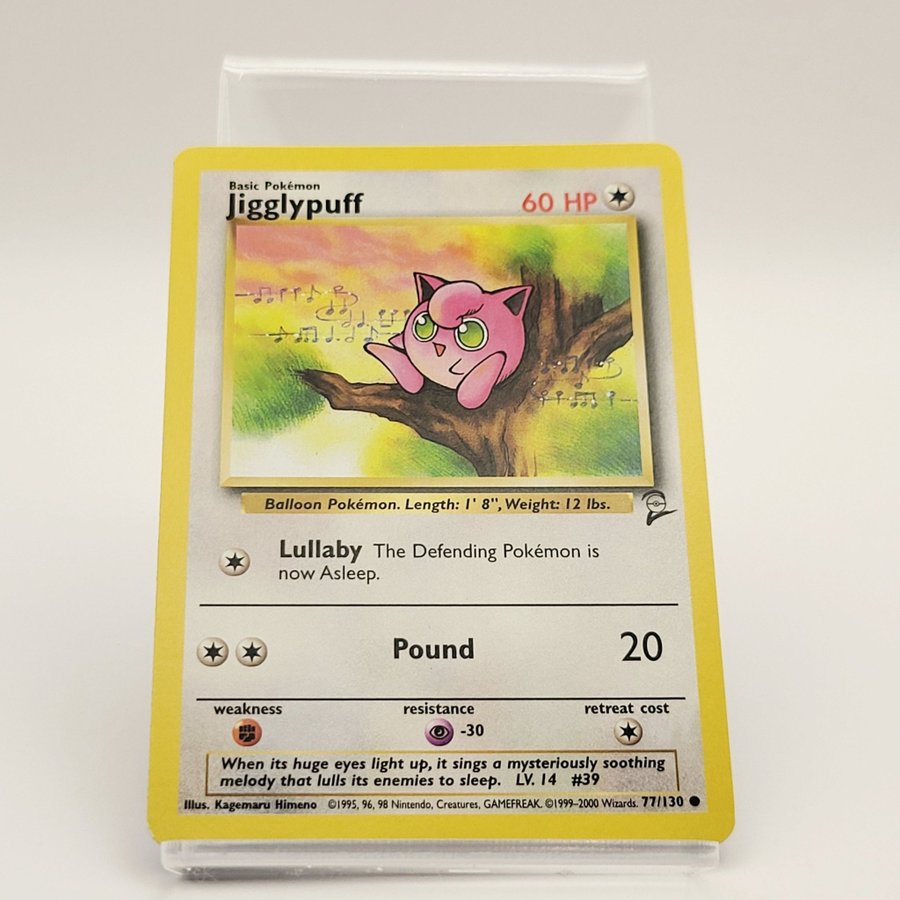 Basic Pokémon
Jigglypuff 60 HP
Balloon Pokémon. Length: 1' 8", Weight: 12 lbs.
Lullaby The Defending Pokémon is
now Asleep.
Pound 20
weakness resistance retreat cost
-30
When its huge eyes light up, it sings a mysteriously soothing
melody that lulls its enemies to sleep. LV. 14 #39
Illus. Kagemaru Himeno ©1995, 96, 98 Nintendo, Creatures, GAMEFREAK. ©1999–2000 Wizards. 77/130 ●